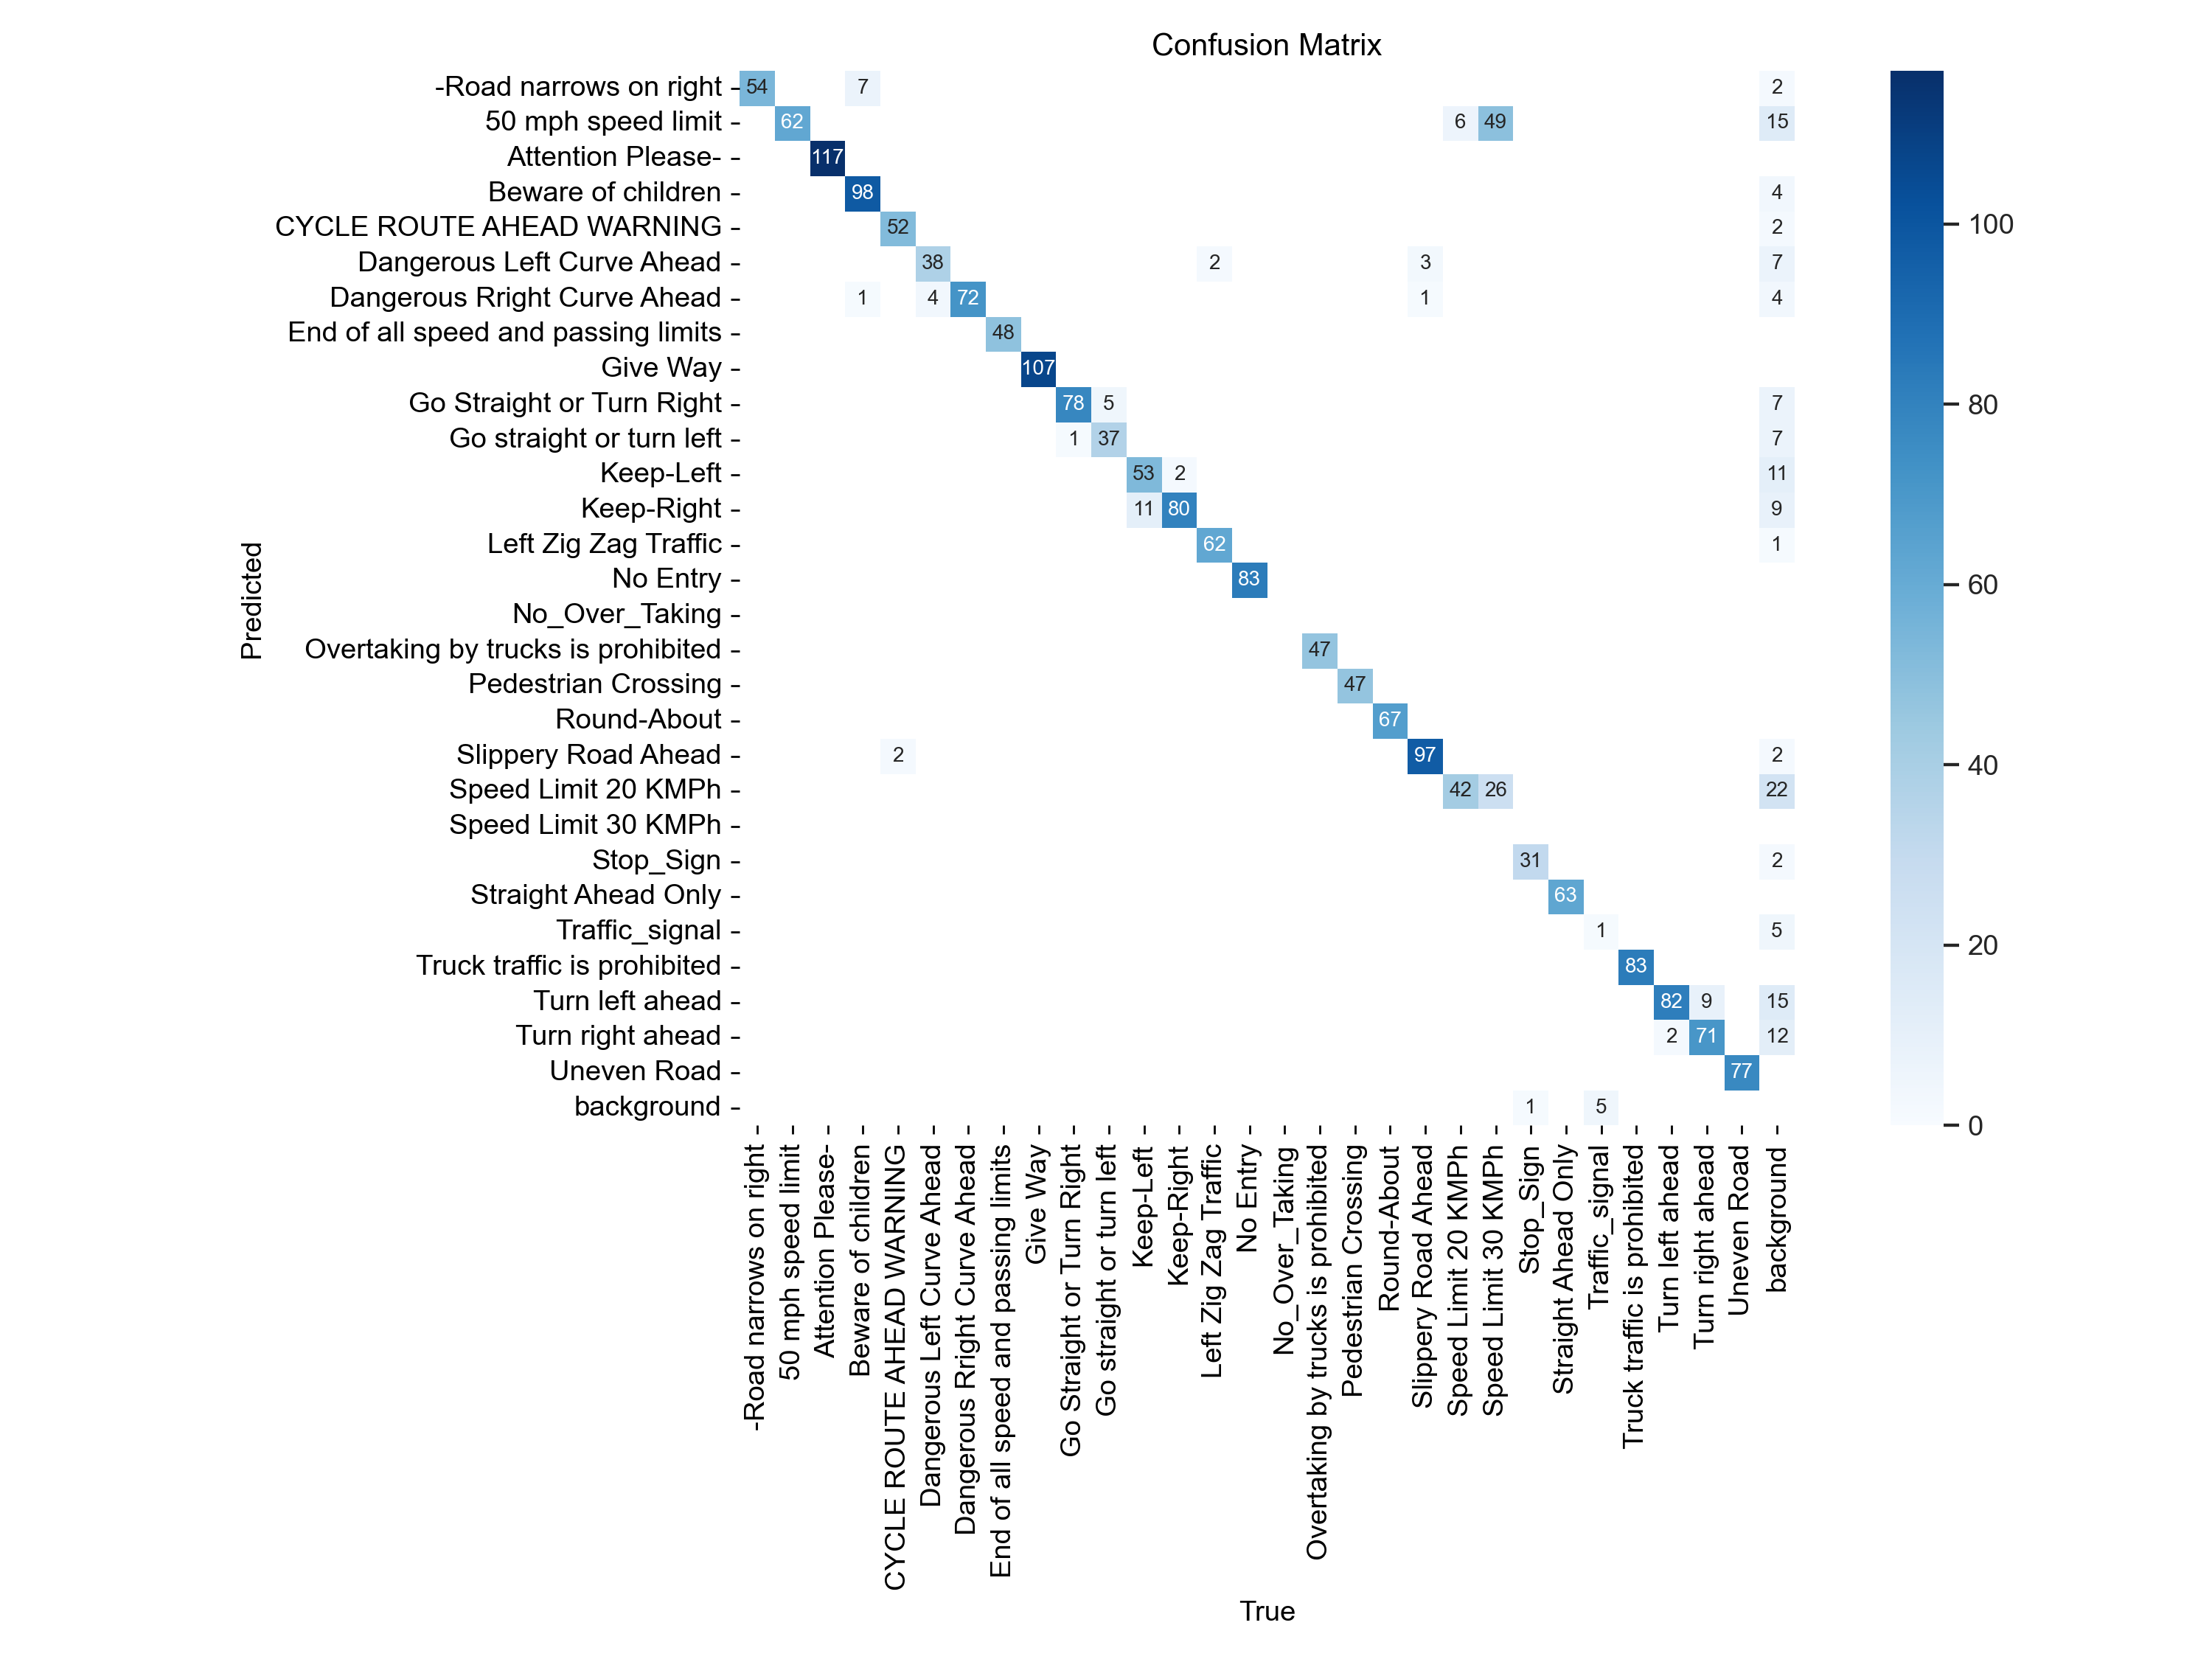 Confusion Matrix
-Road narrows on right 54 7 2
50 mph speed limit 62 6 49 15
Attention Please- 117
Beware of children 98 4
CYCLE ROUTE AHEAD WARNING 52 2
Dangerous Left Curve Ahead 38 2 3 7
Dangerous Rright Curve Ahead 1 4 72 1 4
End of all speed and passing limits 48
Give Way 107
Go Straight or Turn Right 78 5 7
Go straight or turn left 1 37 7
Keep-Left 53 2 11
Keep-Right 11 80 9
Left Zig Zag Traffic 62 1
No Entry 83
No_Over_Taking
Overtaking by trucks is prohibited 47
Pedestrian Crossing 47
Round-About 67
Slippery Road Ahead 2 97 2
Speed Limit 20 KMPh 42 26 22
Speed Limit 30 KMPh
Stop_Sign 31 2
Straight Ahead Only 63
Traffic_signal 1 5
Truck traffic is prohibited 83
Turn left ahead 82 9 15
Turn right ahead 2 71 12
Uneven Road 77
background 1 5
Predicted
-Road narrows on right
50 mph speed limit
Attention Please-
Beware of children
CYCLE ROUTE AHEAD WARNING
Dangerous Left Curve Ahead
Dangerous Rright Curve Ahead
End of all speed and passing limits
Give Way
Go Straight or Turn Right
Go straight or turn left
Keep-Left
Keep-Right
Left Zig Zag Traffic
No Entry
No_Over_Taking
Overtaking by trucks is prohibited
Pedestrian Crossing
Round-About
Slippery Road Ahead
Speed Limit 20 KMPh
Speed Limit 30 KMPh
Stop_Sign
Straight Ahead Only
Traffic_signal
Truck traffic is prohibited
Turn left ahead
Turn right ahead
Uneven Road
background
True
100
80
60
40
20
0